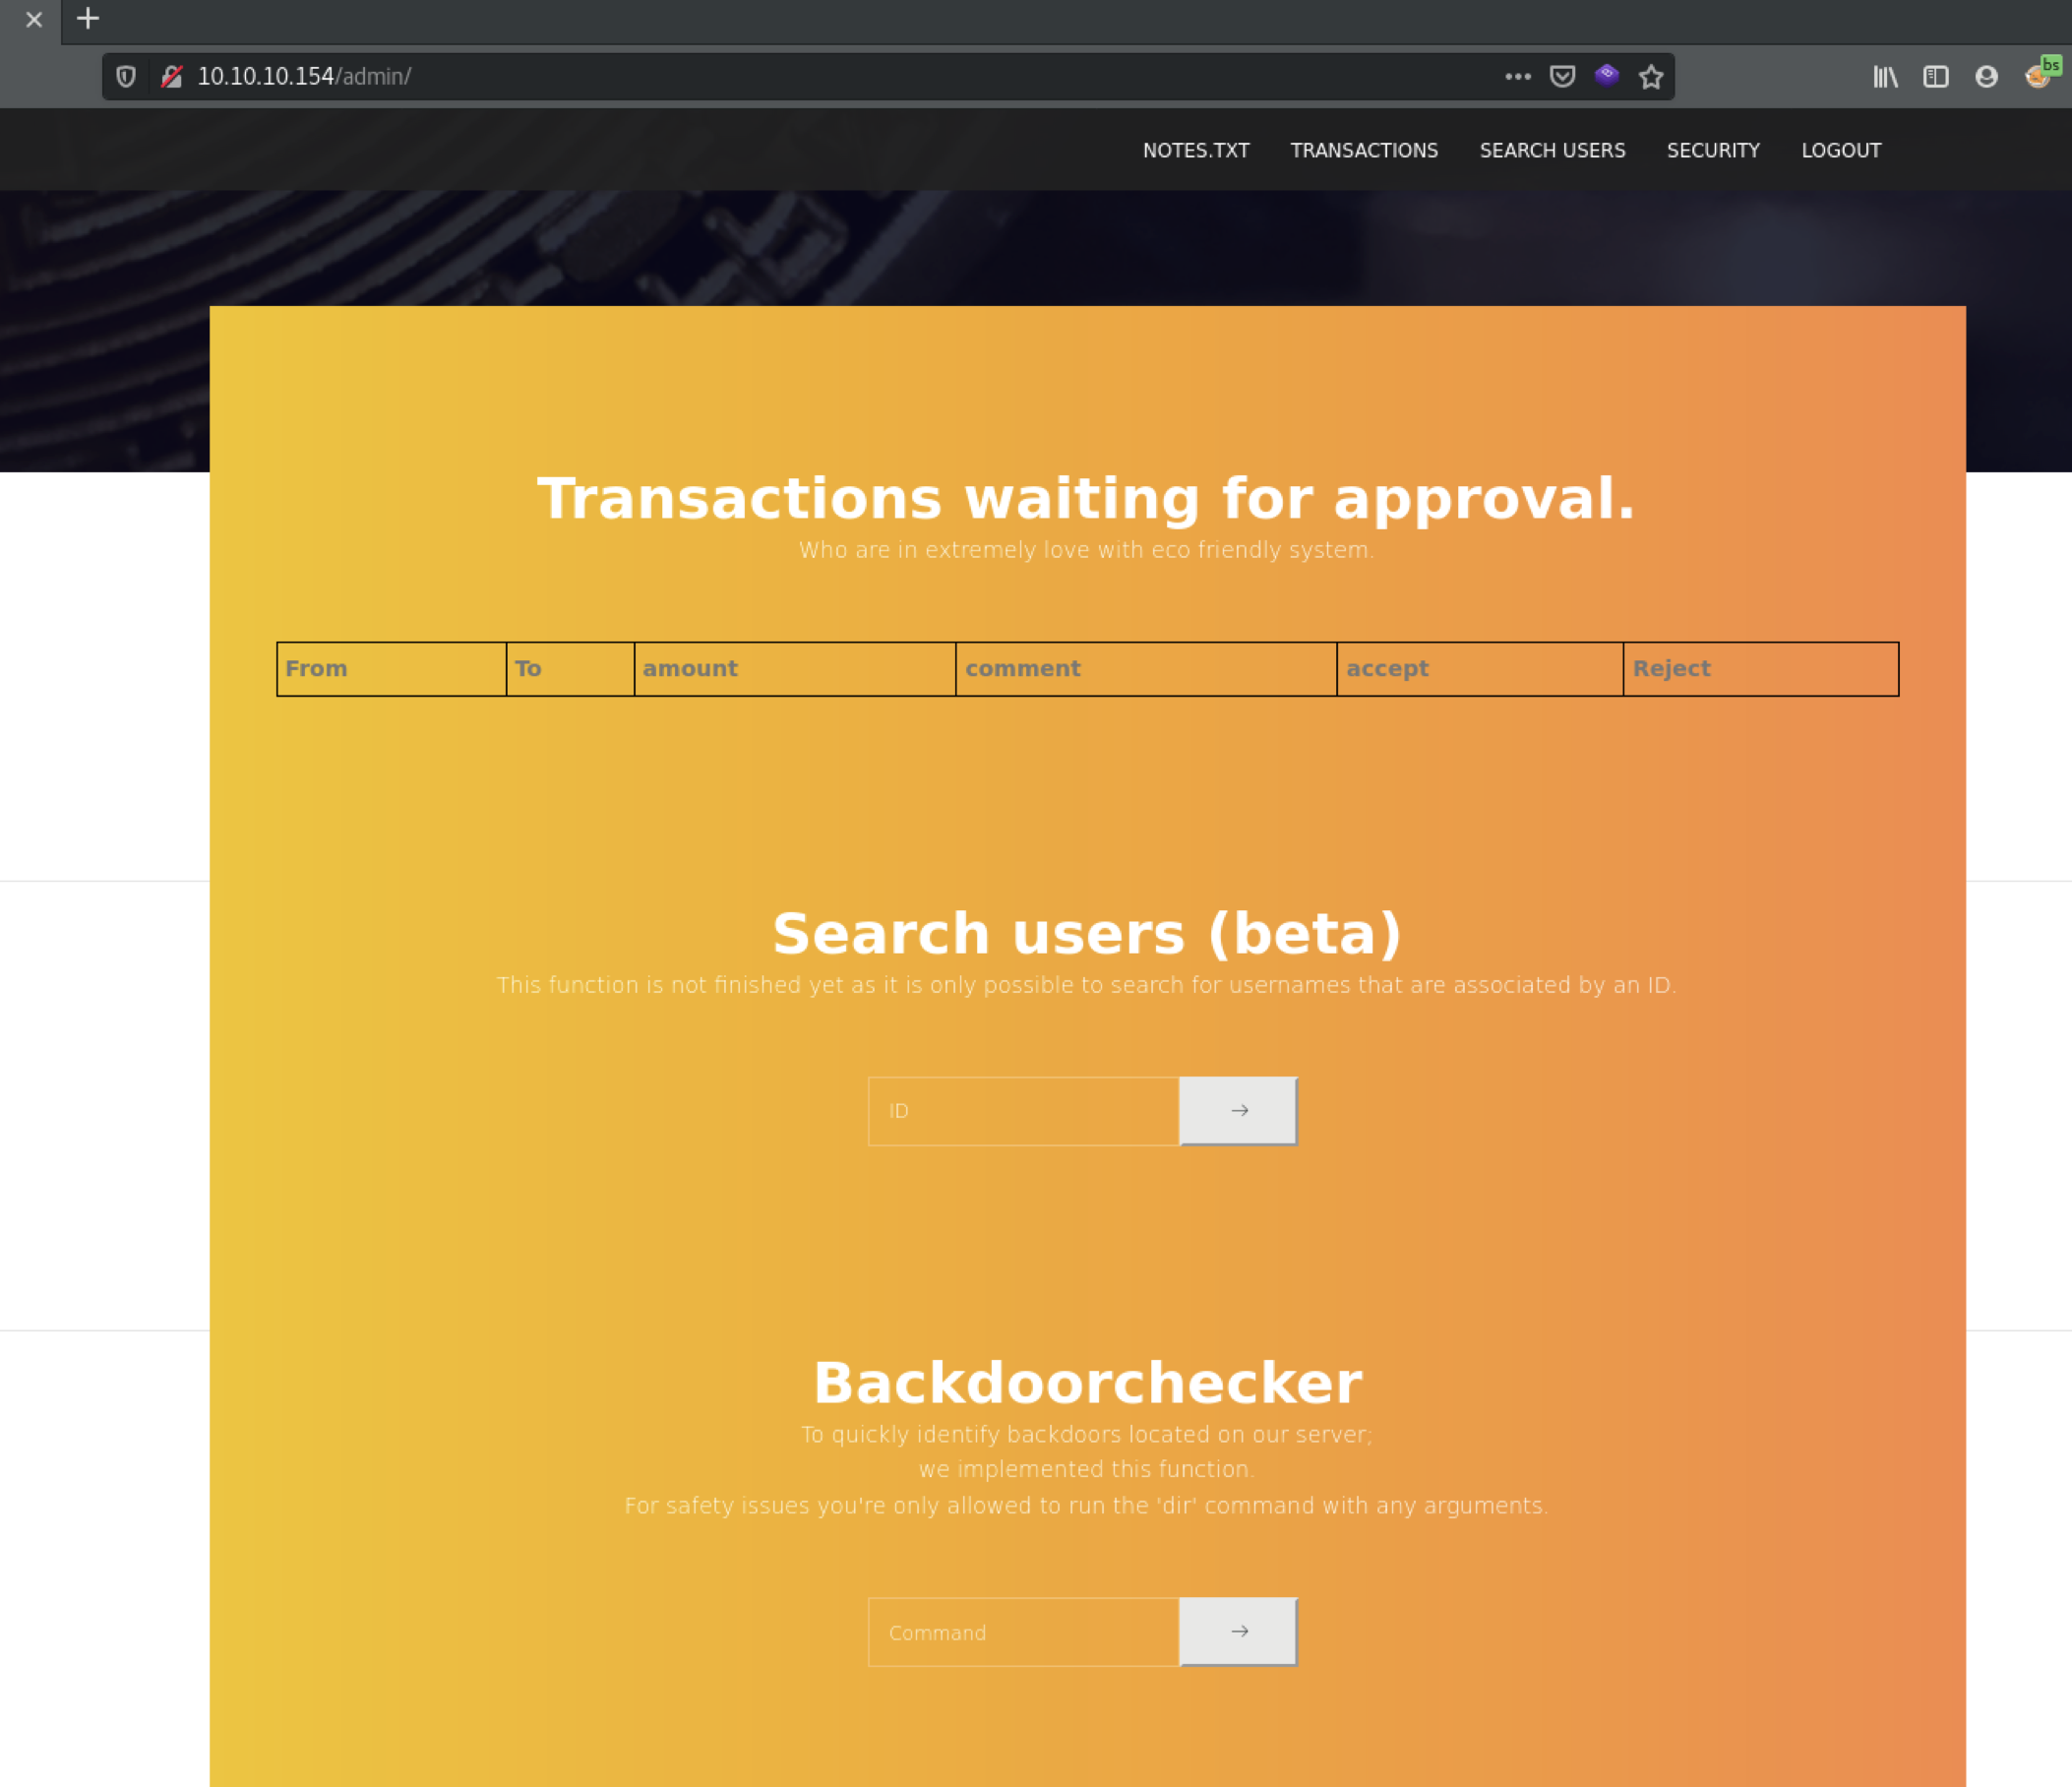 10.10.10.154/admin/
bs
NOTES.TXT TRANSACTIONS SEARCH USERS SECURITY LOGOUT
Transactions waiting for approval.
Who are in extremely love with eco friendly system.
From To amount comment accept Reject
Search users (beta)
This function is not finished yet as it is only possible to search for usernames that are associated by an ID.
ID
Backdoorchecker
To quickly identify backdoors located on our server;
we implemented this function.
For safety issues you're only allowed to run the 'dir' command with any arguments.
Command